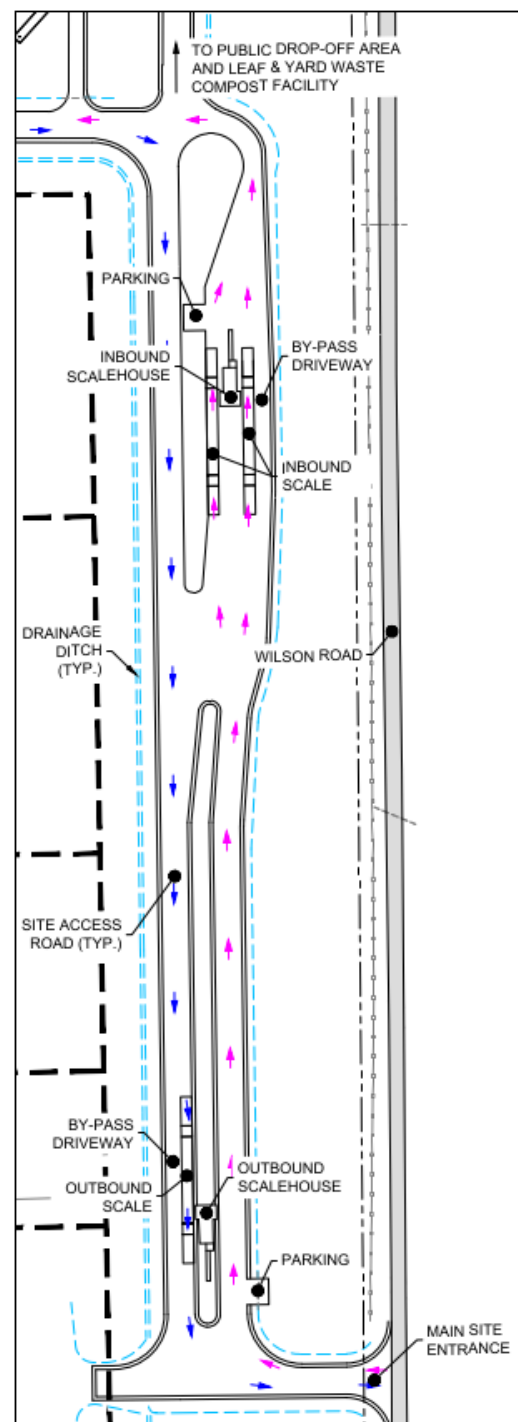 TO PUBLIC DROP-OFF AREA
AND LEAF & YARD WASTE
COMPOST FACILITY
PARKING
INBOUND
SCALEHOUSE
BY-PASS
DRIVEWAY
INBOUND
SCALE
DRAINAGE
DITCH
(TYP.)
WILSON ROAD
SITE ACCESS
ROAD (TYP.)
BY-PASS
DRIVEWAY
OUTBOUND
SCALE
OUTBOUND
SCALEHOUSE
PARKING
MAIN SITE
ENTRANCE